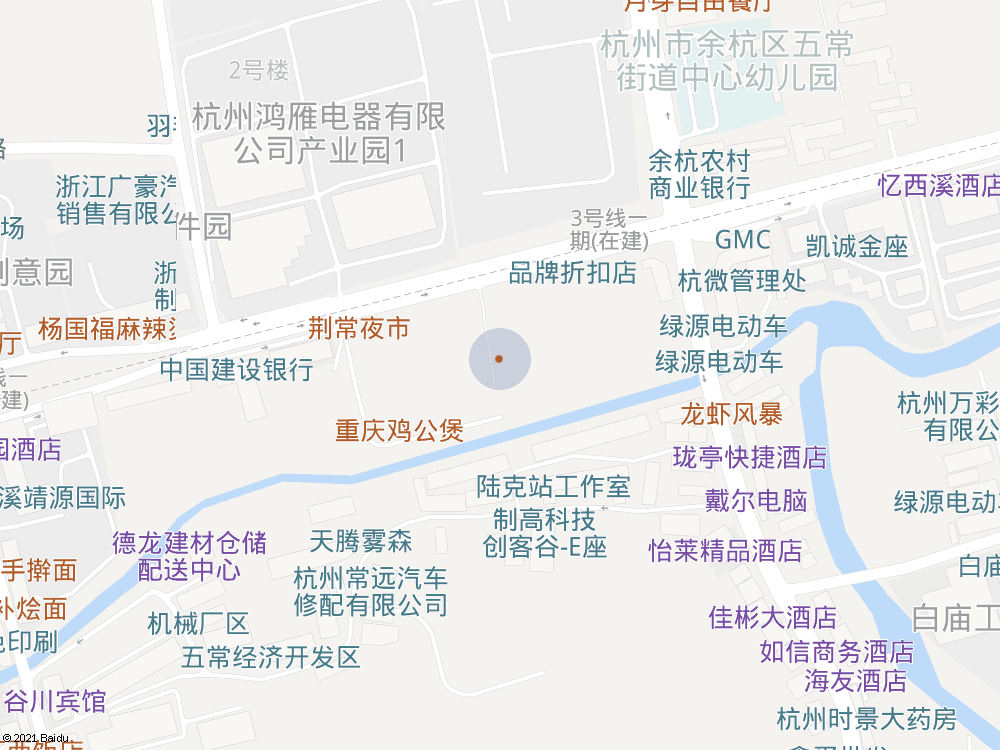 月芽自由餐厅
杭州市余杭区五常
街道中心幼儿园
2号楼
杭州鸿雁电器有限
公司产业园1
余杭农村
商业银行
忆西溪酒店
浙江广豪汽
销售有限公
场
牛园
3号线一
期(在建)
GMC
凯诚金座
创意园
浙
制
品牌折扣店
杭微管理处
杨国福麻辣
荆常夜市
绿源电动车
厅
中国建设银行
绿源电动车
线一
建)
重庆鸡公煲
龙虾风暴
杭州万彩
有限公
园酒店
珑亭快捷酒店
溪靖源国际
陆克站工作室
戴尔电脑
绿源电动车
制高科技
创客谷-E座
德龙建材仓储
配送中心
天腾雾森
怡莱精品酒店
手擀面
杭州常远汽车
修配有限公司
白庙
补烩面
机械厂区
佳彬大酒店
白庙工
色印刷
五常经济开发区
如信商务酒店
海友酒店
谷川宾馆
杭州时景大药房
© 2021 Baidu